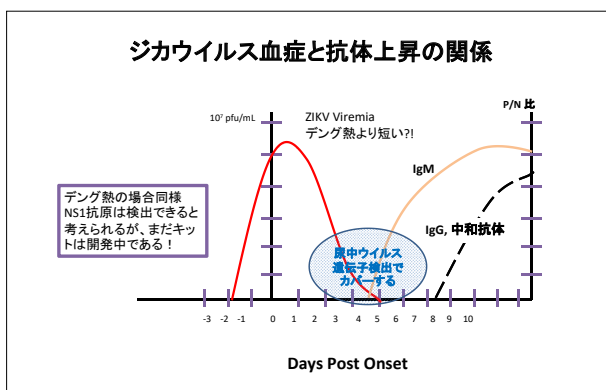 ジカウイルス血症と抗体上昇の関係
10⁷ pfu/mL
ZIKV Viremia
デング熱より短い?!
P/N 比
IgM
デング熱の場合同様
NS1抗原は検出できると
考えられるが、まだキッ
トは開発中である！
IgG, 中和抗体
尿中ウイルス
遺伝子検出で
カバーする
-3 -2 -1 0 1 2 3 4 5 6 7 8 9 10
Days Post Onset